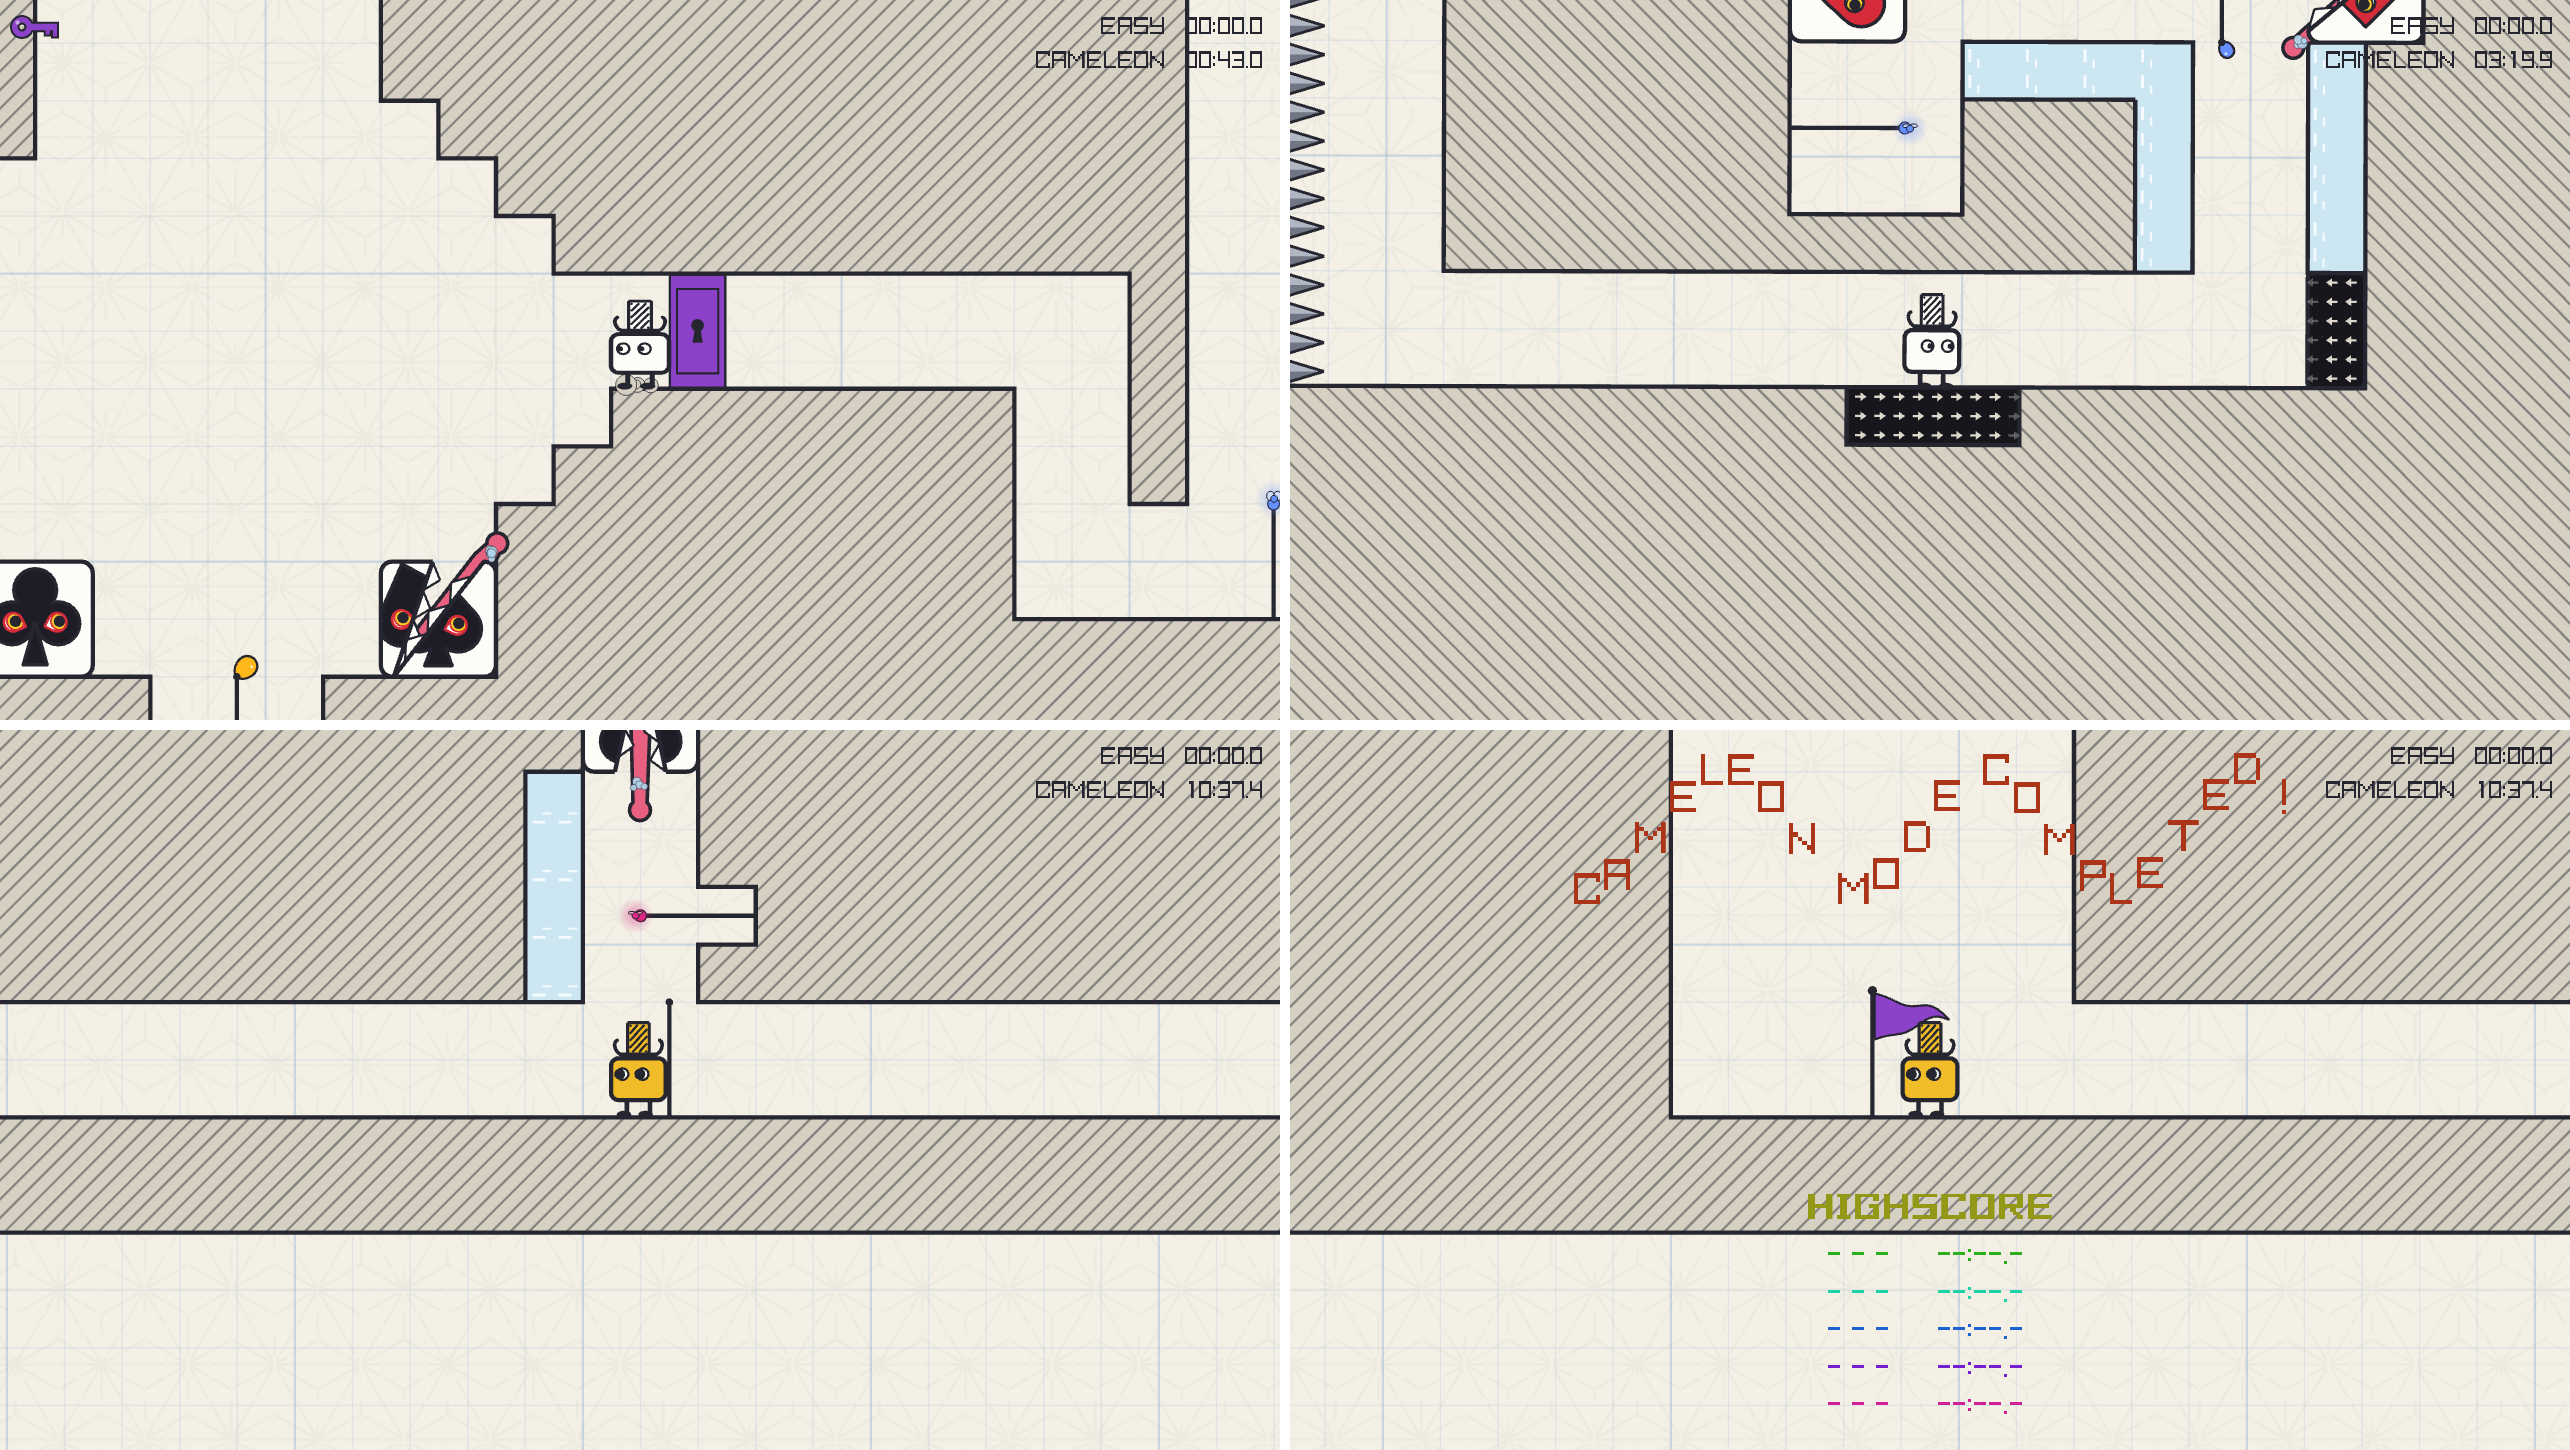 EASY 00:00.0
CAMELEON 00:43.0
EASY 00:00.0
CAMELEON 03:19.9
EASY 00:00.0
CAMELEON 10:37.4
EASY 00:00.0
CAMELEON 10:37.4
CAMELEON MODE COMPLETED!
HIGHSCORE
--- --:--.-
--- --:--.-
--- --:--.-
--- --:--.-
--- --:--.-